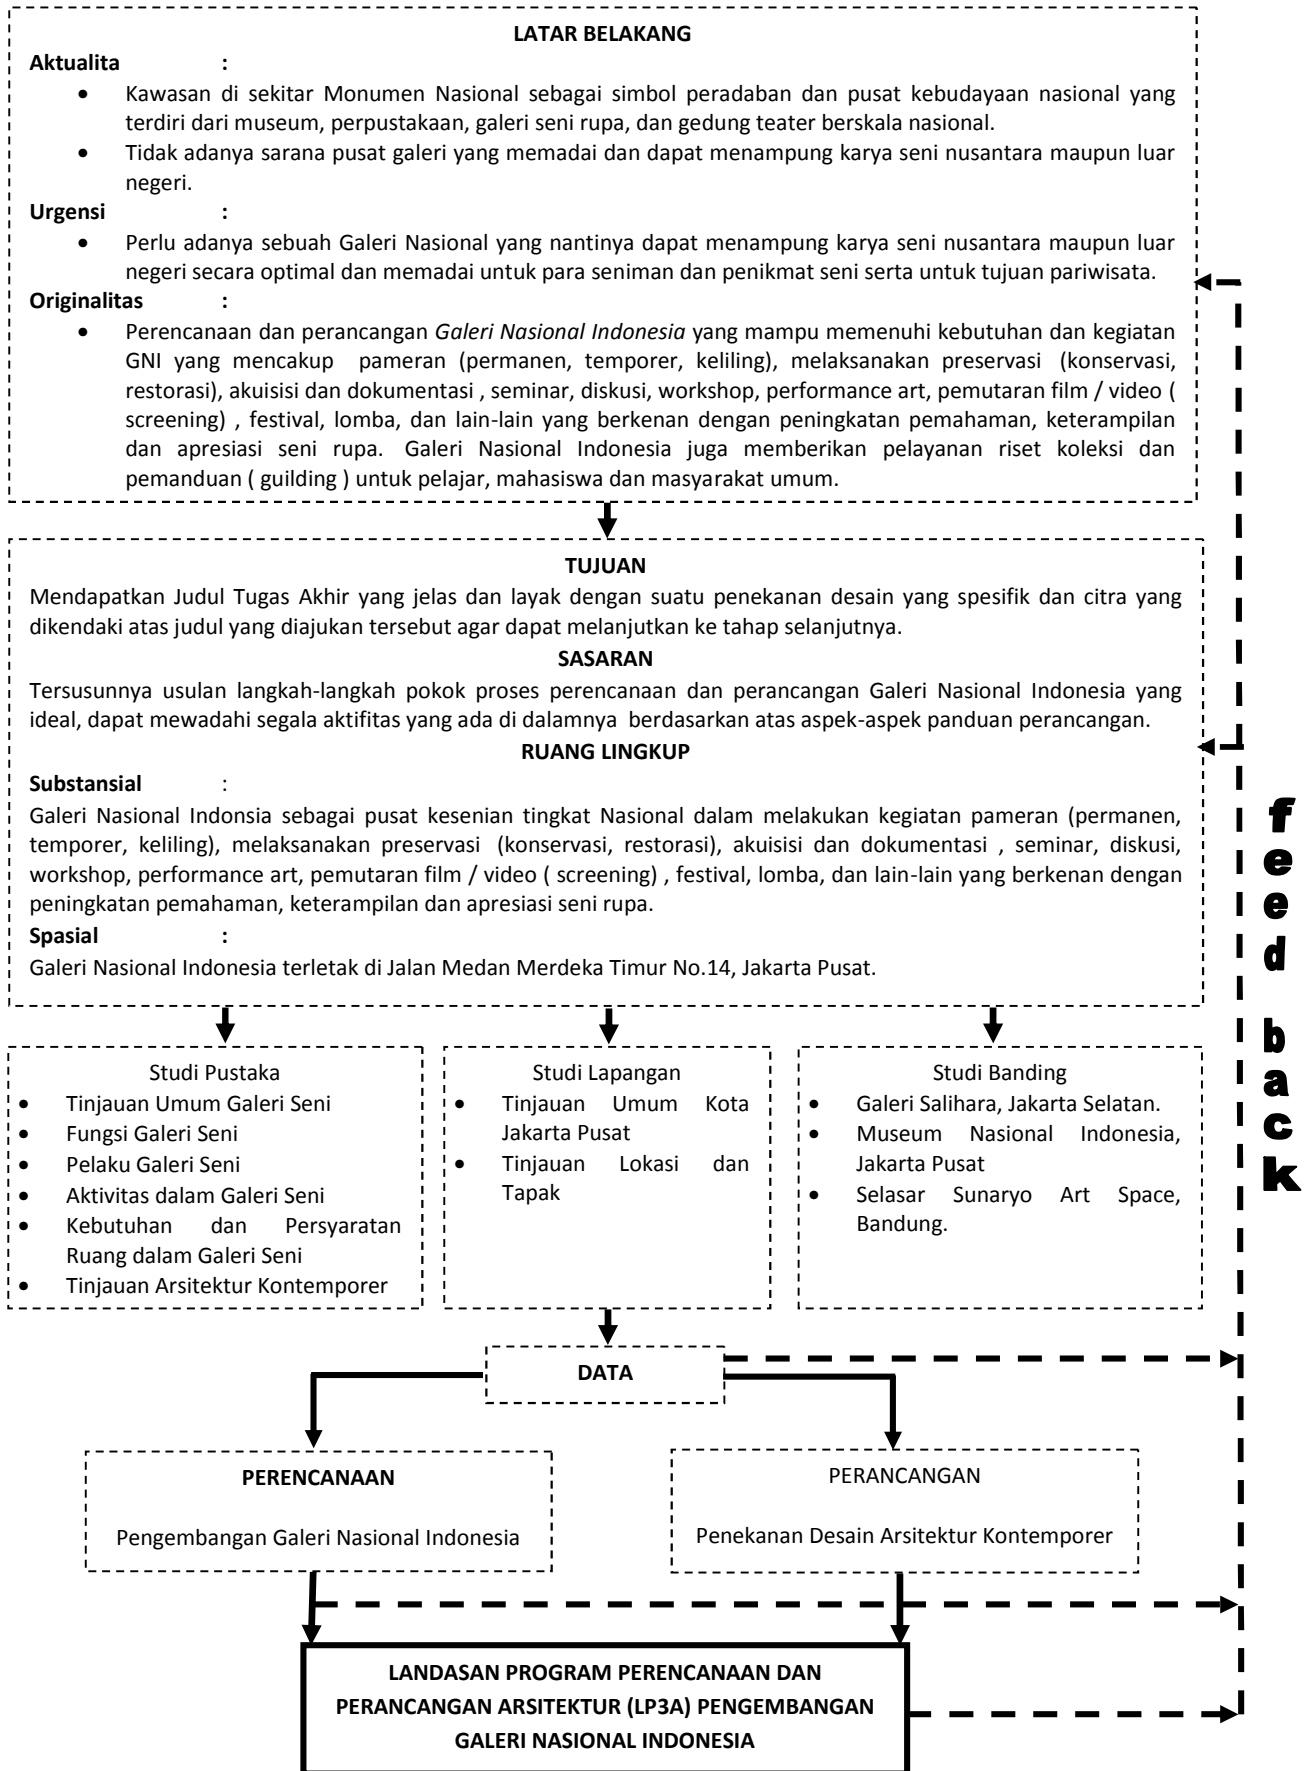 LATAR BELAKANG
Aktualita :
• Kawasan di sekitar Monumen Nasional sebagai simbol peradaban dan pusat kebudayaan nasional yang
terdiri dari museum, perpustakaan, galeri seni rupa, dan gedung teater berskala nasional.
• Tidak adanya sarana pusat galeri yang memadai dan dapat menampung karya seni nusantara maupun luar
negeri.
Urgensi :
• Perlu adanya sebuah Galeri Nasional yang nantinya dapat menampung karya seni nusantara maupun luar
negeri secara optimal dan memadai untuk para seniman dan penikmat seni serta untuk tujuan pariwisata.
Originalitas :
• Perencanaan dan perancangan Galeri Nasional Indonesia yang mampu memenuhi kebutuhan dan kegiatan
GNI yang mencakup pameran (permanen, temporer, keliling), melaksanakan preservasi (konservasi,
restorasi), akuisisi dan dokumentasi , seminar, diskusi, workshop, performance art, pemutaran film / video (
screening) , festival, lomba, dan lain-lain yang berkenan dengan peningkatan pemahaman, keterampilan
dan apresiasi seni rupa. Galeri Nasional Indonesia juga memberikan pelayanan riset koleksi dan
pemanduan ( guilding ) untuk pelajar, mahasiswa dan masyarakat umum.
TUJUAN
Mendapatkan Judul Tugas Akhir yang jelas dan layak dengan suatu penekanan desain yang spesifik dan citra yang
dikendaki atas judul yang diajukan tersebut agar dapat melanjutkan ke tahap selanjutnya.
SASARAN
Tersusunnya usulan langkah-langkah pokok proses perencanaan dan perancangan Galeri Nasional Indonesia yang
ideal, dapat mewadahi segala aktifitas yang ada di dalamnya berdasarkan atas aspek-aspek panduan perancangan.
RUANG LINGKUP
Substansial :
Galeri Nasional Indonsia sebagai pusat kesenian tingkat Nasional dalam melakukan kegiatan pameran (permanen,
temporer, keliling), melaksanakan preservasi (konservasi, restorasi), akuisisi dan dokumentasi , seminar, diskusi,
workshop, performance art, pemutaran film / video ( screening) , festival, lomba, dan lain-lain yang berkenan dengan
peningkatan pemahaman, keterampilan dan apresiasi seni rupa.
Spasial :
Galeri Nasional Indonesia terletak di Jalan Medan Merdeka Timur No.14, Jakarta Pusat.
Studi Pustaka
• Tinjauan Umum Galeri Seni
• Fungsi Galeri Seni
• Pelaku Galeri Seni
• Aktivitas dalam Galeri Seni
• Kebutuhan dan Persyaratan
Ruang dalam Galeri Seni
• Tinjauan Arsitektur Kontemporer
Studi Lapangan
• Tinjauan Umum Kota
Jakarta Pusat
• Tinjauan Lokasi dan
Tapak
Studi Banding
• Galeri Salihara, Jakarta Selatan.
• Museum Nasional Indonesia,
Jakarta Pusat
• Selasar Sunaryo Art Space,
Bandung.
DATA
PERENCANAAN
Pengembangan Galeri Nasional Indonesia
PERANCANGAN
Penekanan Desain Arsitektur Kontemporer
LANDASAN PROGRAM PERENCANAAN DAN
PERANCANGAN ARSITEKTUR (LP3A) PENGEMBANGAN
GALERI NASIONAL INDONESIA
feed back